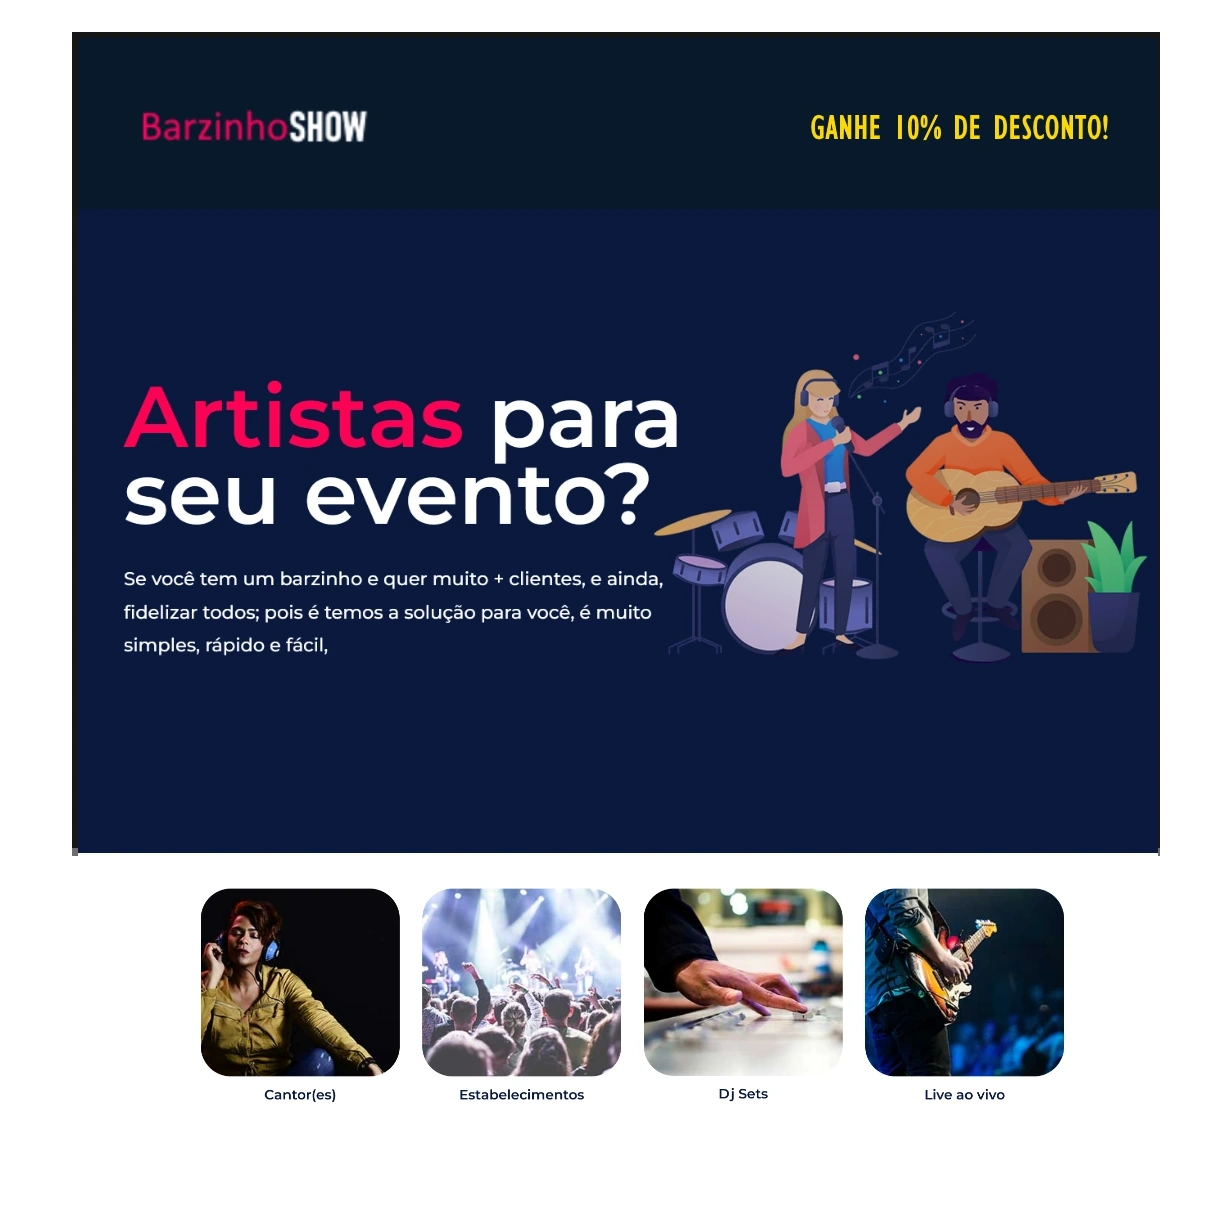 BarzinhoSHOW
GANHE 10% DE DESCONTO!
Artistas para
seu evento?
Se você tem um barzinho e quer muito + clientes, e ainda,
fidelizar todos; pois é temos a solução para você, é muito
simples, rápido e fácil,
Cantor(es)
Estabelecimentos
Dj Sets
Live ao vivo